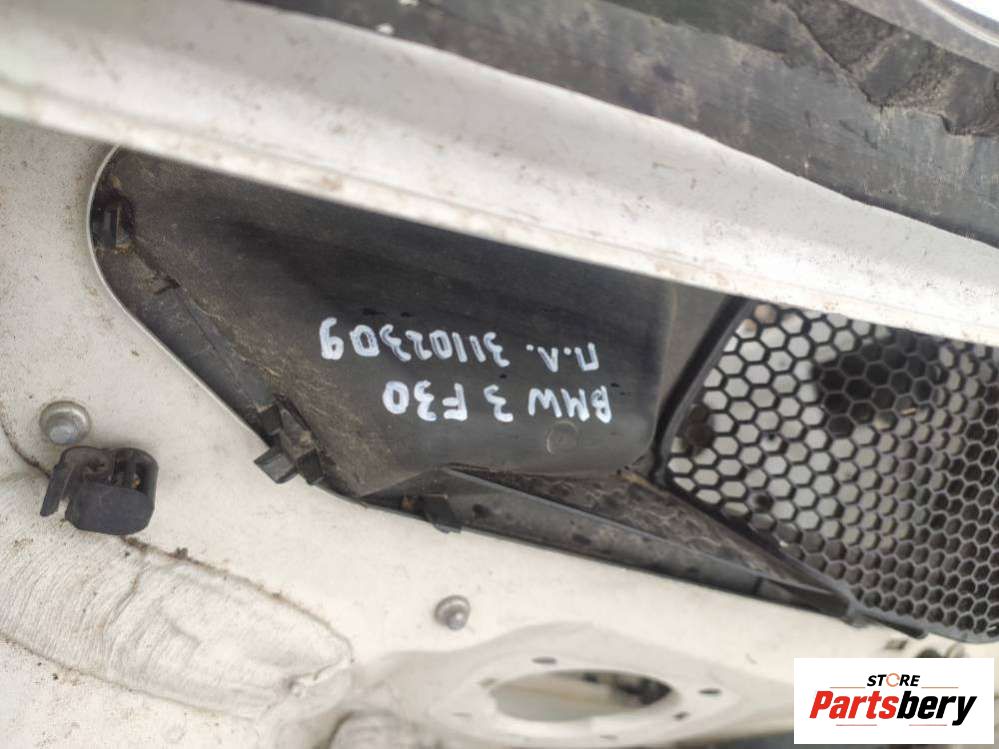 BMW 3 F30
П.Л. 31102309
STORE
Partsbery